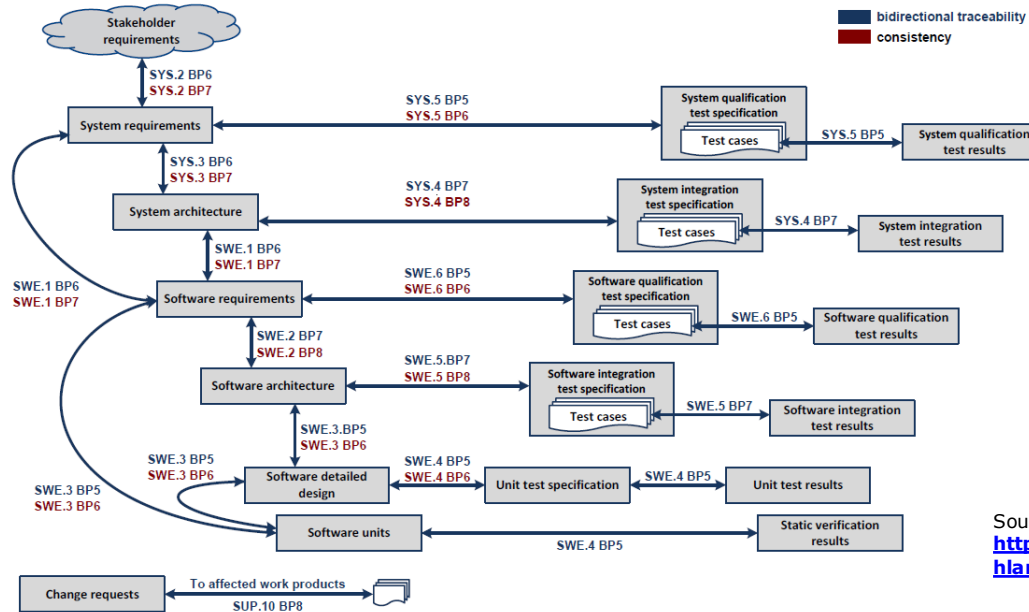 bidirectional traceability
consistency
Stakeholder
requirements
SYS.2 BP6
SYS.2 BP7
System requirements
SYS.5 BP5
SYS.5 BP6
System qualification
test specification
Test cases
SYS.5 BP5
System qualification
test results
SYS.3 BP6
SYS.3 BP7
System architecture
SYS.4 BP7
SYS.4 BP8
System integration
test specification
Test cases
SYS.4 BP7
System integration
test results
SWE.1 BP6
SWE.1 BP7
SWE.1 BP6
SWE.1 BP7
Software requirements
SWE.6 BP5
SWE.6 BP6
Software qualification
test specification
Test cases
SWE.6 BP5
Software qualification
test results
SWE.2 BP7
SWE.2 BP8
Software architecture
SWE.5.BP7
SWE.5 BP8
Software integration
test specification
Test cases
SWE.5 BP7
Software integration
test results
SWE.3.BP5
SWE.3 BP6
SWE.3 BP5
SWE.3 BP6
Software detailed
design
SWE.4 BP5
SWE.4 BP6
Unit test specification
SWE.4 BP5
Unit test results
SWE.3 BP5
SWE.3 BP6
Software units
SWE.4 BP5
Static verification
results
Sou
http
hlan
Change requests
To affected work products
SUP.10 BP8